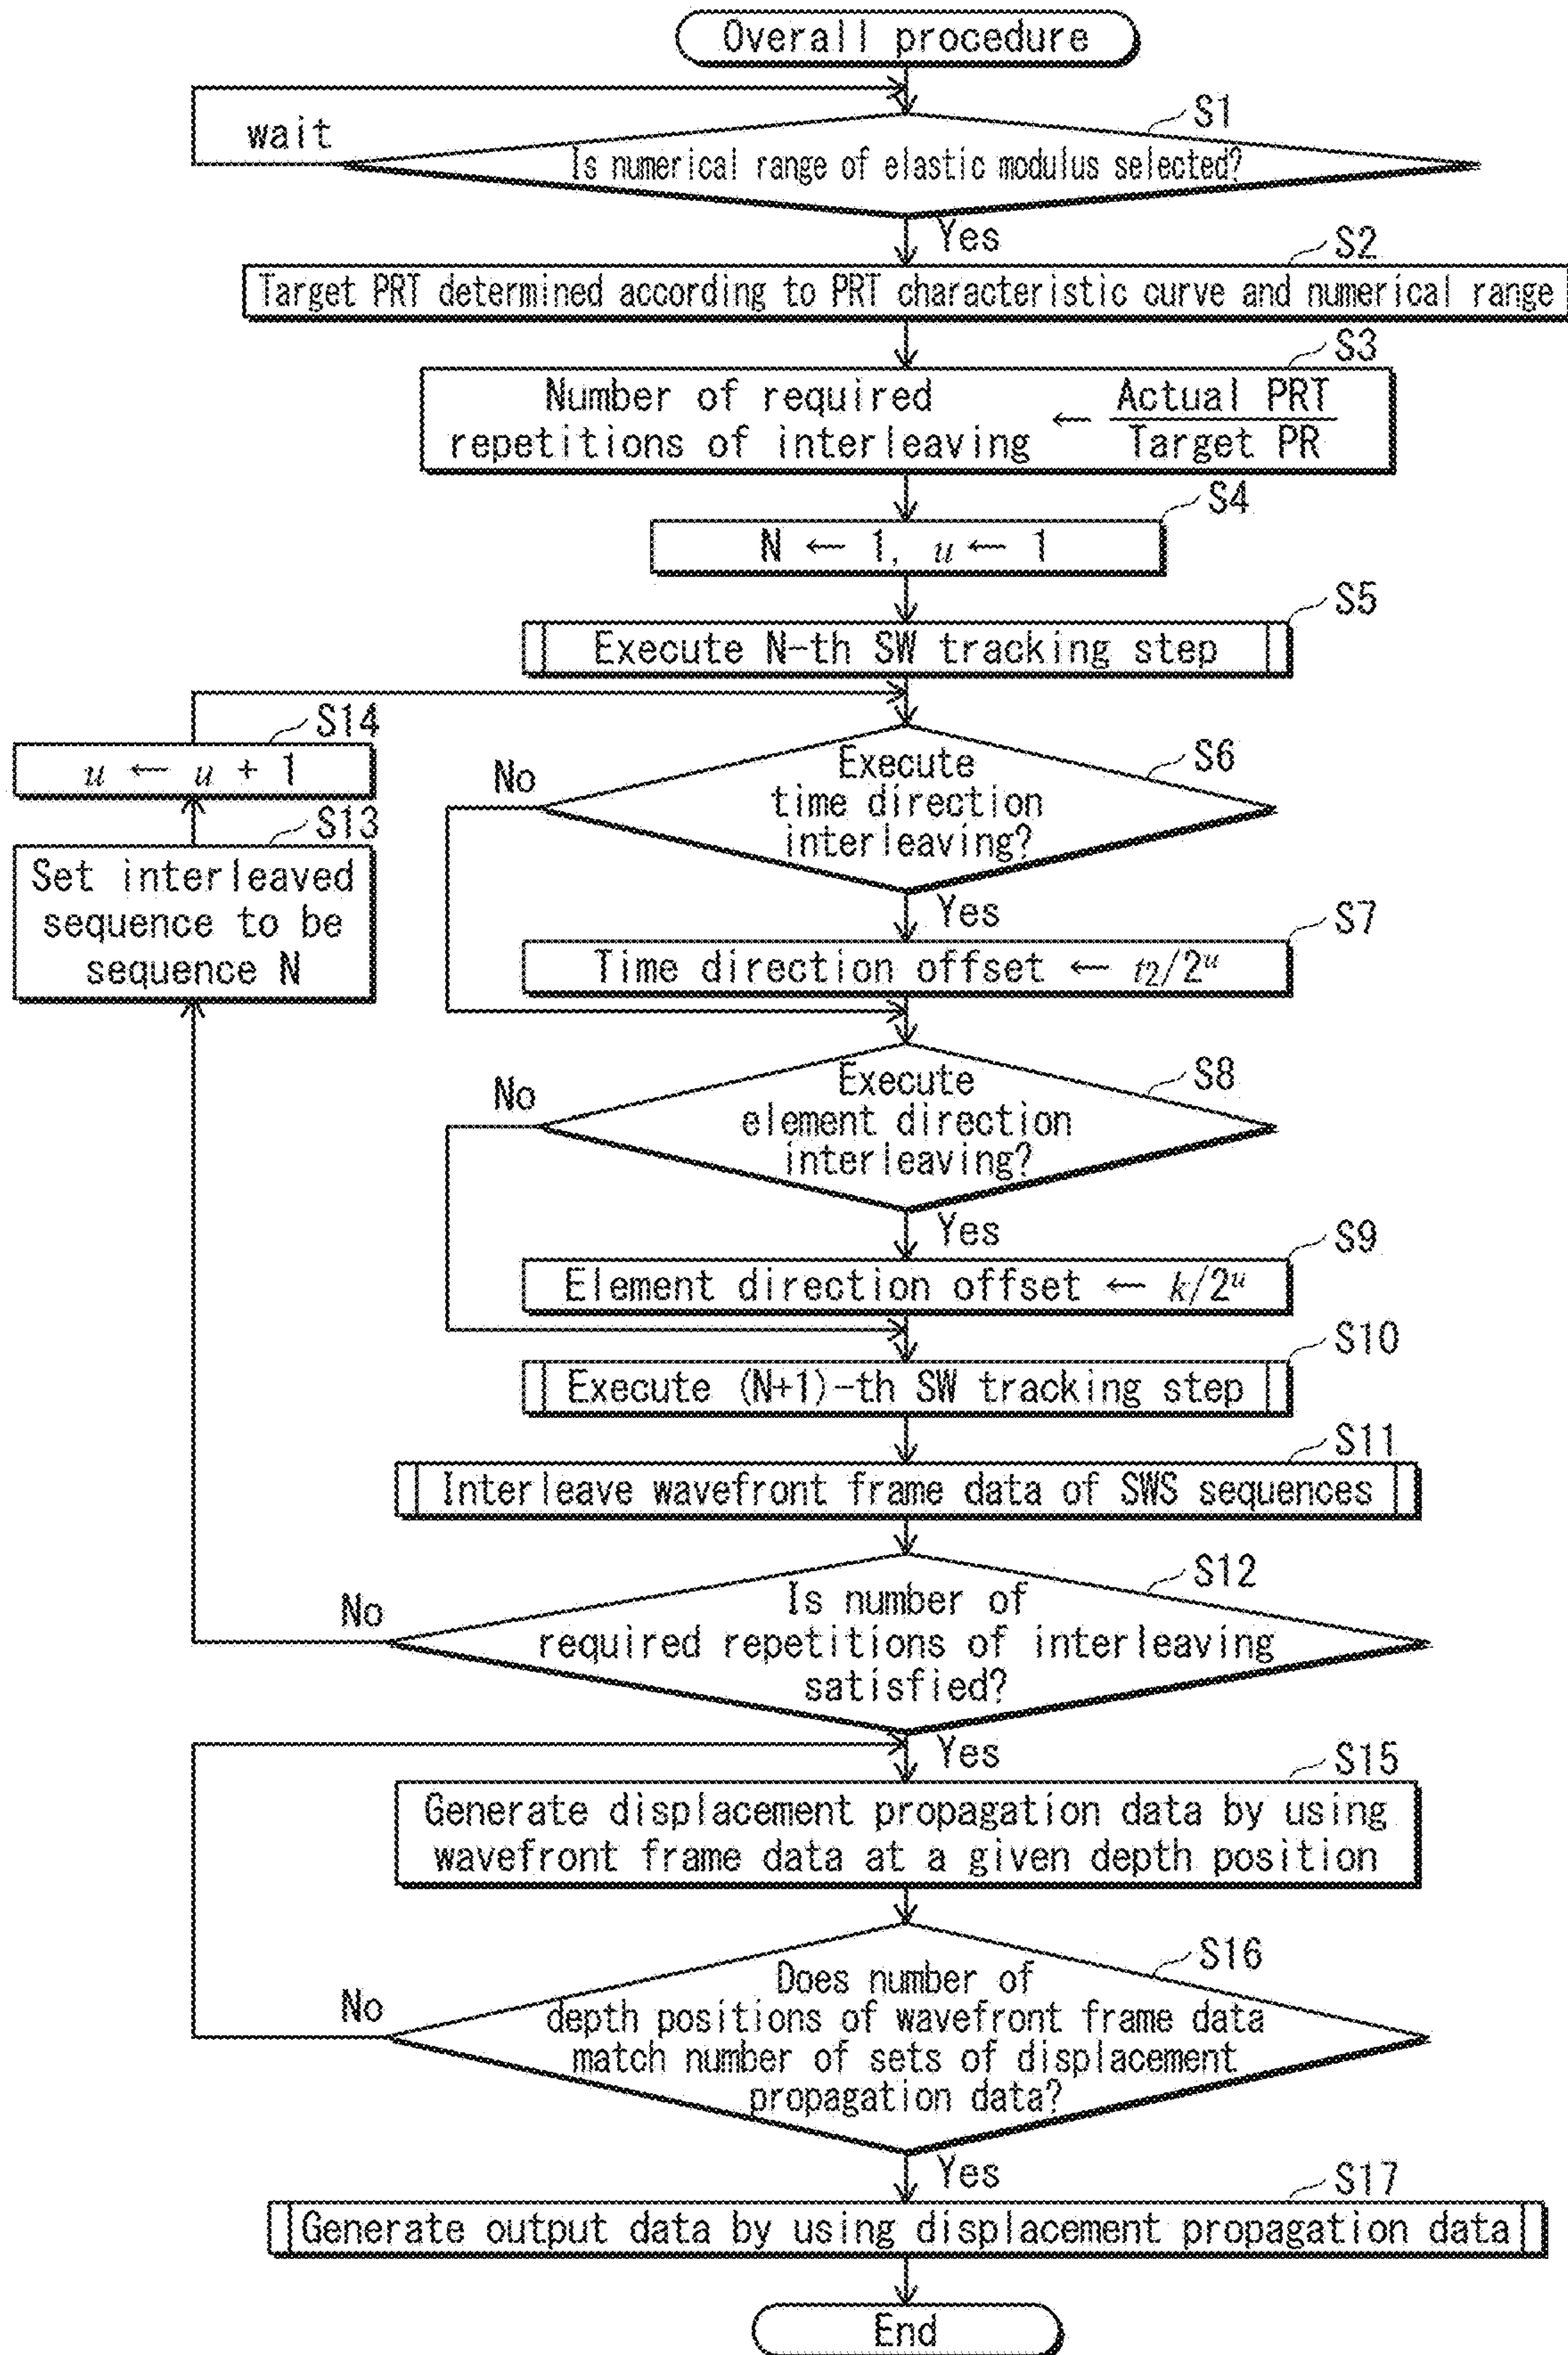 Overall procedure
wait
S1
Is numerical range of elastic modulus selected?
Yes
S2
Target PRT determined according to PRT characteristic curve and numerical range
S3
Number of required
repetitions of interleaving ← Actual PRT / Target PR
S4
N ← 1, u ← 1
S5
Execute N-th SW tracking step
S14
u ← u + 1
S6
No
Execute
time direction
interleaving?
S13
Set interleaved
sequence to be
sequence N
Yes
S7
Time direction offset ← t2/2^u
S8
No
Execute
element direction
interleaving?
Yes
S9
Element direction offset ← k/2^u
S10
Execute (N+1)-th SW tracking step
S11
Interleave wavefront frame data of SWS sequences
S12
No
Is number of
required repetitions of interleaving
satisfied?
Yes
S15
Generate displacement propagation data by using
wavefront frame data at a given depth position
S16
No
Does number of
depth positions of wavefront frame data
match number of sets of displacement
propagation data?
Yes
S17
Generate output data by using displacement propagation data
End